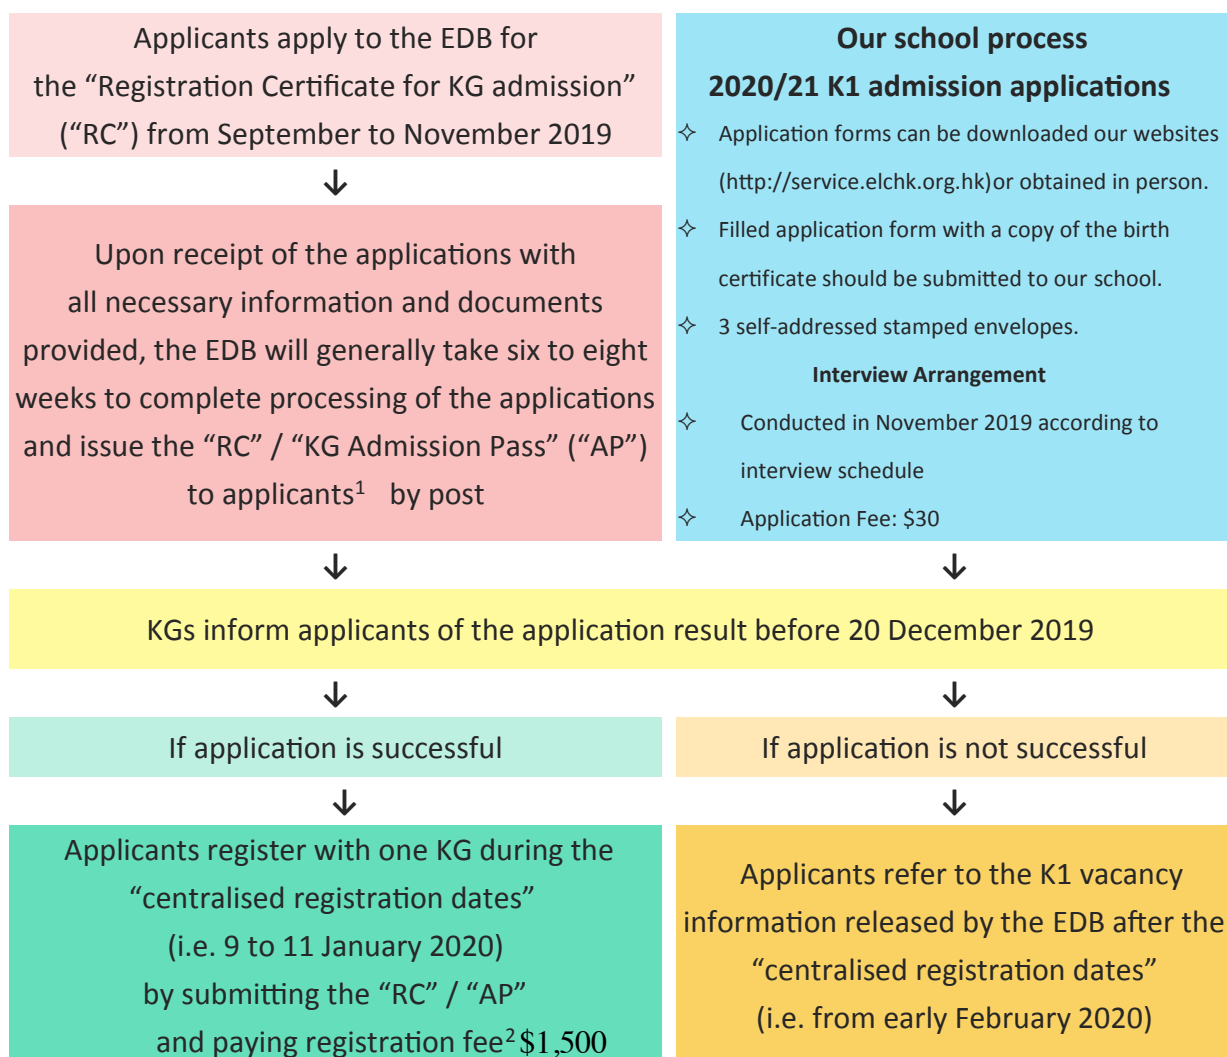 Applicants apply to the EDB for
the “Registration Certificate for KG admission”
(“RC”) from September to November 2019
↓
Upon receipt of the applications with
all necessary information and documents
provided, the EDB will generally take six to eight
weeks to complete processing of the applications
and issue the “RC” / “KG Admission Pass” (“AP”)
to applicants¹ by post
Our school process
2020/21 K1 admission applications
✧ Application forms can be downloaded our websites
(http://service.elchk.org.hk)or obtained in person.
✧ Filled application form with a copy of the birth
certificate should be submitted to our school.
✧ 3 self-addressed stamped envelopes.
Interview Arrangement
✧ Conducted in November 2019 according to
interview schedule
✧ Application Fee: $30
↓ ↓
KGs inform applicants of the application result before 20 December 2019
↓ ↓
If application is successful
↓
Applicants register with one KG during the
“centralised registration dates”
(i.e. 9 to 11 January 2020)
by submitting the “RC” / “AP”
and paying registration fee² $1,500
If application is not successful
↓
Applicants refer to the K1 vacancy
information released by the EDB after the
“centralised registration dates”
(i.e. from early February 2020)